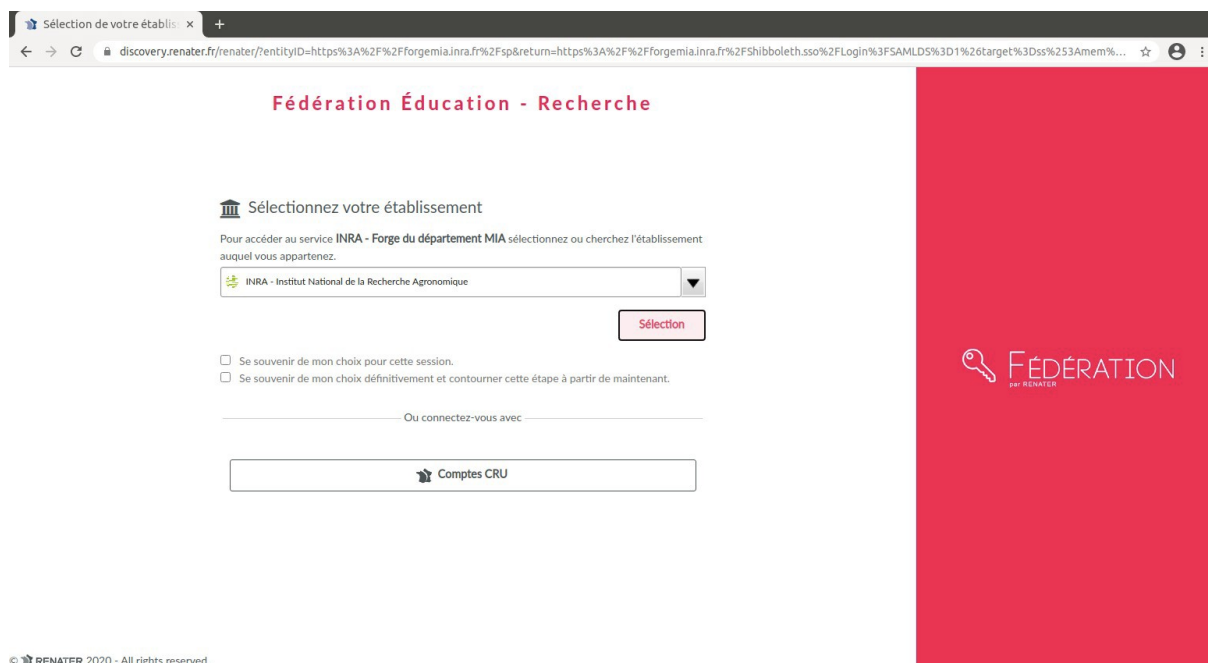 Sélection de votre établis
discovery.renater.fr/renater/?entityID=https%3A%2F%2Fforgemia.inra.fr%2Fsp&return=https%3A%2F%2Fforgemia.inra.fr%2FShibboleth.sso%2FLogin%3FSAMLDS%3D1%26target%3Dss%253Amem%...
Fédération Éducation - Recherche
Sélectionnez votre établissement
Pour accéder au service INRA - Forge du département MIA sélectionnez ou cherchez l'établissement
auquel vous appartenez.
INRA - Institut National de la Recherche Agronomique
Sélection
Se souvenir de mon choix pour cette session.
Se souvenir de mon choix définitivement et contourner cette étape à partir de maintenant.
Ou connectez-vous avec
Comptes CRU
FÉDÉRATION
par RENATER
© RENATER 2020 - All rights reserved